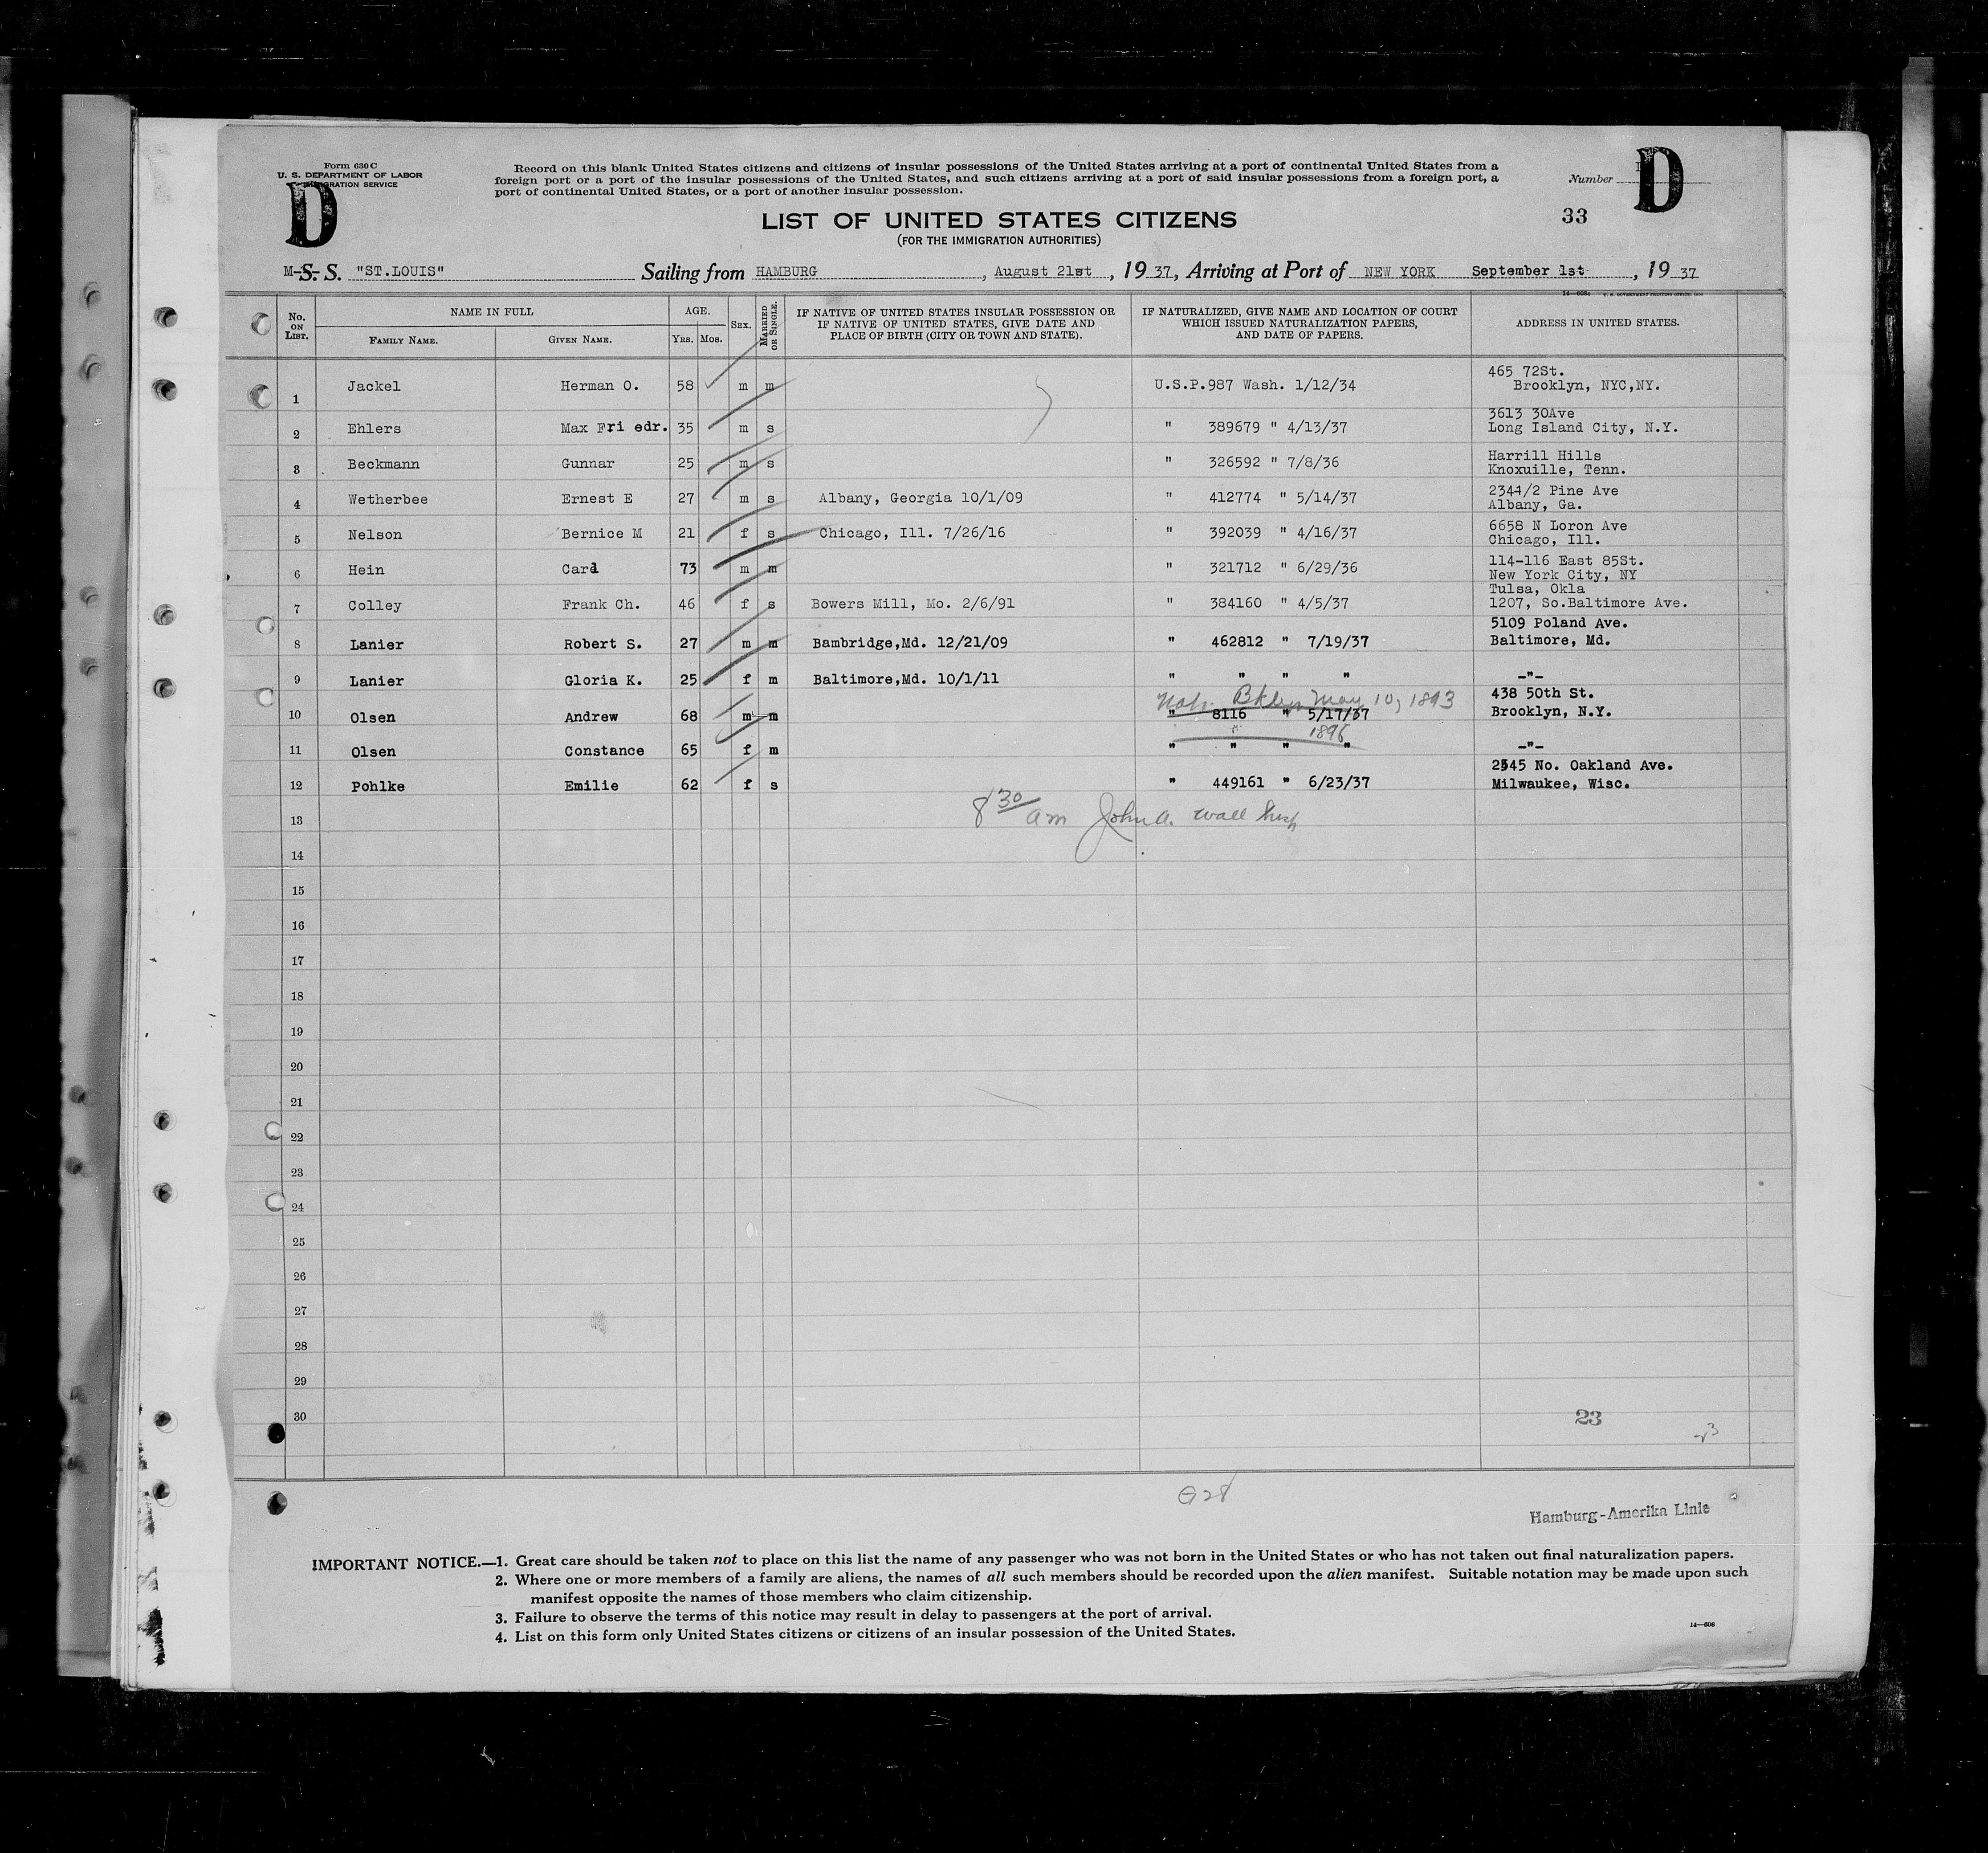 Form 630 C
U. S. DEPARTMENT OF LABOR
IMMIGRATION SERVICE
D
Record on this blank United States citizens and citizens of insular possessions of the United States arriving at a port of continental United States from a
foreign port or a port of the insular possessions of the United States, and such citizens arriving at a port of said insular possessions from a foreign port, a
port of continental United States, or a port of another insular possession.
Number
D
33
LIST OF UNITED STATES CITIZENS
(FOR THE IMMIGRATION AUTHORITIES)
M-S- S. "ST.LOUIS" Sailing from HAMBURG, August 21st, 1937, Arriving at Port of NEW YORK September 1st, 1937
No. ON LIST. NAME IN FULL FAMILY NAME. GIVEN NAME. AGE. YRS. MOS. SEX. MARRIED OR SINGLE. IF NATIVE OF UNITED STATES INSULAR POSSESSION OR IF NATIVE OF UNITED STATES, GIVE DATE AND PLACE OF BIRTH (CITY OR TOWN AND STATE). IF NATURALIZED, GIVE NAME AND LOCATION OF COURT WHICH ISSUED NATURALIZATION PAPERS, AND DATE OF PAPERS. ADDRESS IN UNITED STATES.
465 72St.
1 Jackel Herman O. 58 m m U.S.P.987 Wash. 1/12/34 Brooklyn, NYC,NY.
3613 30Ave
2 Ehlers Max Friedr. 35 m s " 389679 " 4/13/37 Long Island City, N.Y.
Harrill Hills
3 Beckmann Gunnar 25 m s " 326592 " 7/8/36 Knoxuille, Tenn.
2344/2 Pine Ave
4 Wetherbee Ernest E 27 m s Albany, Georgia 10/1/09 " 412774 " 5/14/37 Albany, Ga.
6658 N Loron Ave
5 Nelson Bernice M 21 f s Chicago, Ill. 7/26/16 " 392039 " 4/16/37 Chicago, Ill.
114-116 East 85St.
6 Hein Carl 73 m m " 321712 " 6/29/36 New York City, NY
Tulsa, Okla
7 Colley Frank Ch. 46 f s Bowers Mill, Mo. 2/6/91 " 384160 " 4/5/37 1207, So.Baltimore Ave.
5109 Poland Ave.
8 Lanier Robert S. 27 m m Bambridge,Md. 12/21/09 " 462812 " 7/19/37 Baltimore, Md.
9 Lanier Gloria K. 25 f m Baltimore,Md. 10/1/11 " " " " -"-
Nat. Bklyn May 10, 1893 438 50th St.
10 Olsen Andrew 68 m m " 8116 " 5/17/37 Brooklyn, N.Y.
" 1896
11 Olsen Constance 65 f m " " " " -"-
2545 No. Oakland Ave.
12 Pohlke Emilie 62 f s " 449161 " 6/23/37 Milwaukee, Wisc.
8 30 am John A. Wall Insp
13
14
15
16
17
18
19
20
21
22
23
24
25
26
27
28
29
30
23
23
Hamburg-Amerika Linie
IMPORTANT NOTICE.—1. Great care should be taken not to place on this list the name of any passenger who was not born in the United States or who has not taken out final naturalization papers.
2. Where one or more members of a family are aliens, the names of all such members should be recorded upon the alien manifest. Suitable notation may be made upon such
manifest opposite the names of those members who claim citizenship.
3. Failure to observe the terms of this notice may result in delay to passengers at the port of arrival.
4. List on this form only United States citizens or citizens of an insular possession of the United States.
14—608